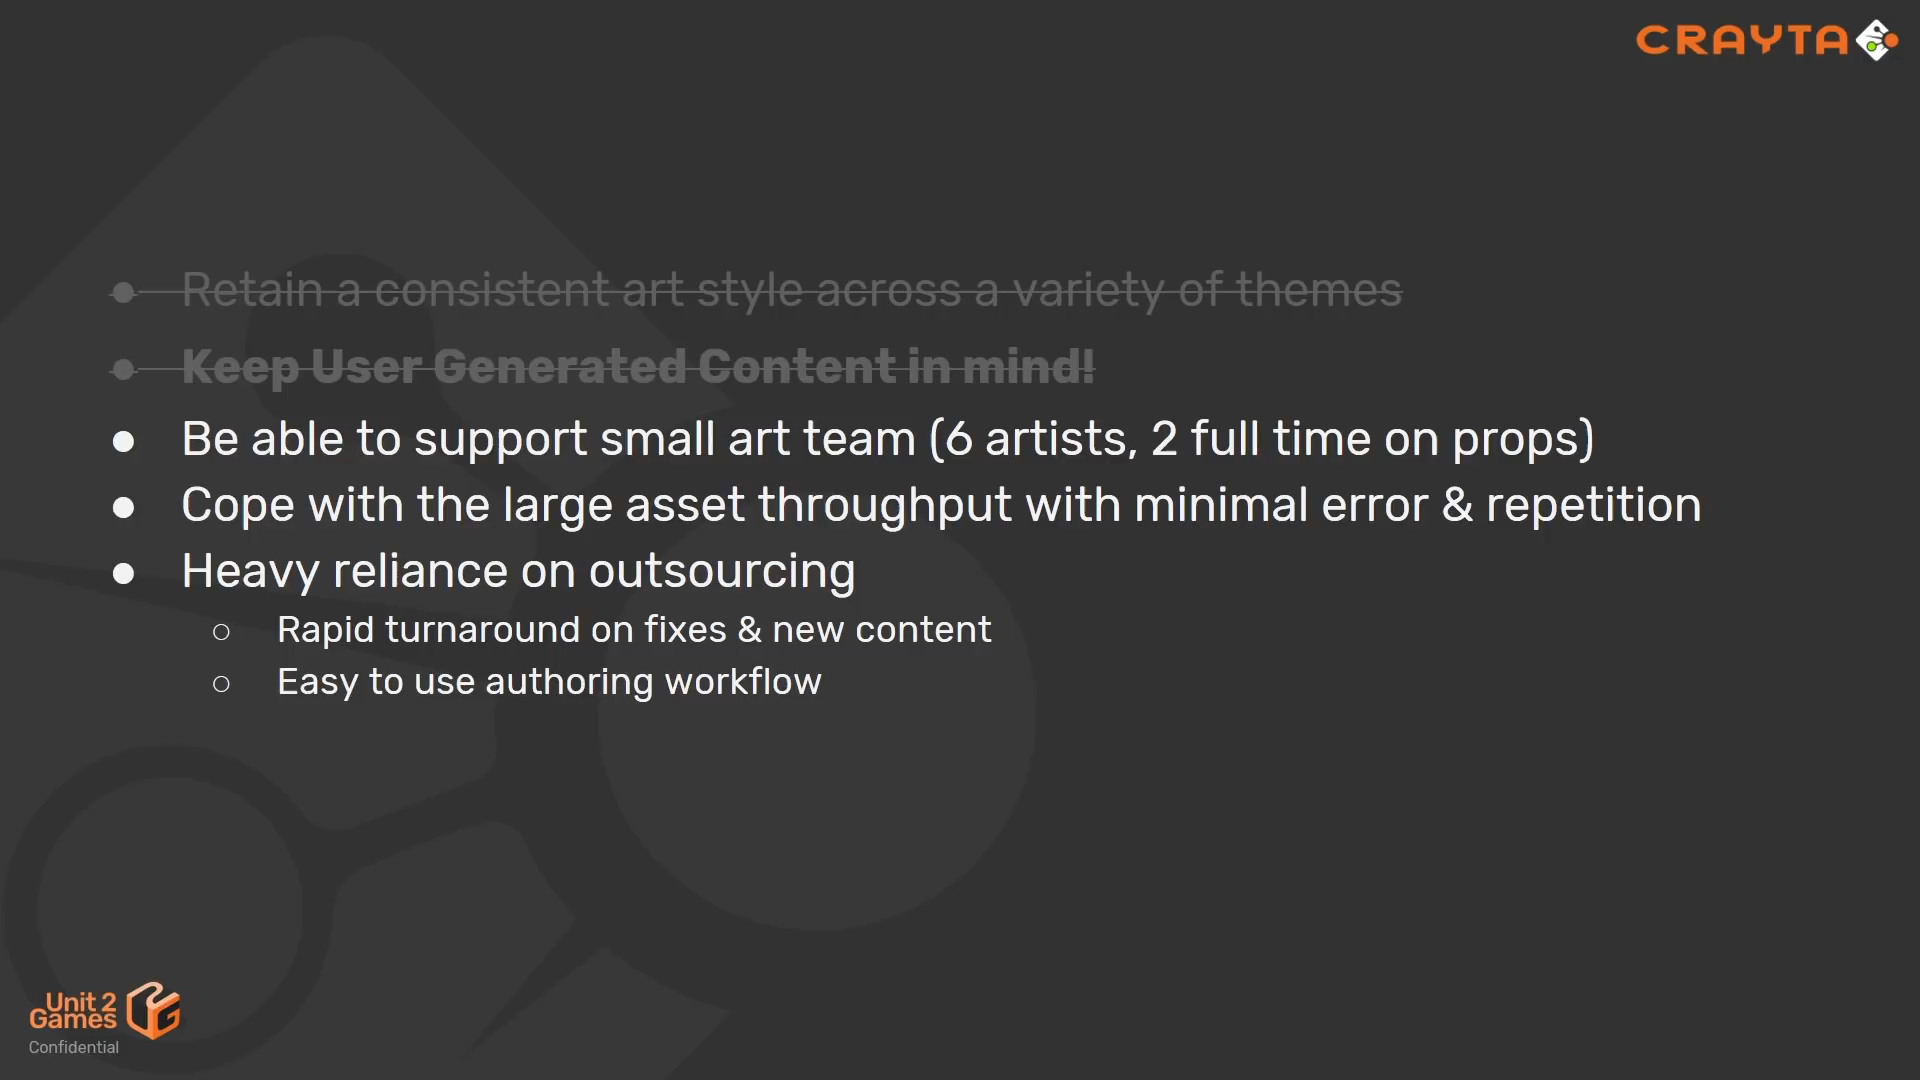 CRAYTA
● Retain a consistent art style across a variety of themes
● Keep User Generated Content in mind!
● Be able to support small art team (6 artists, 2 full time on props)
● Cope with the large asset throughput with minimal error & repetition
● Heavy reliance on outsourcing
○ Rapid turnaround on fixes & new content
○ Easy to use authoring workflow
Unit 2
Games
Confidential